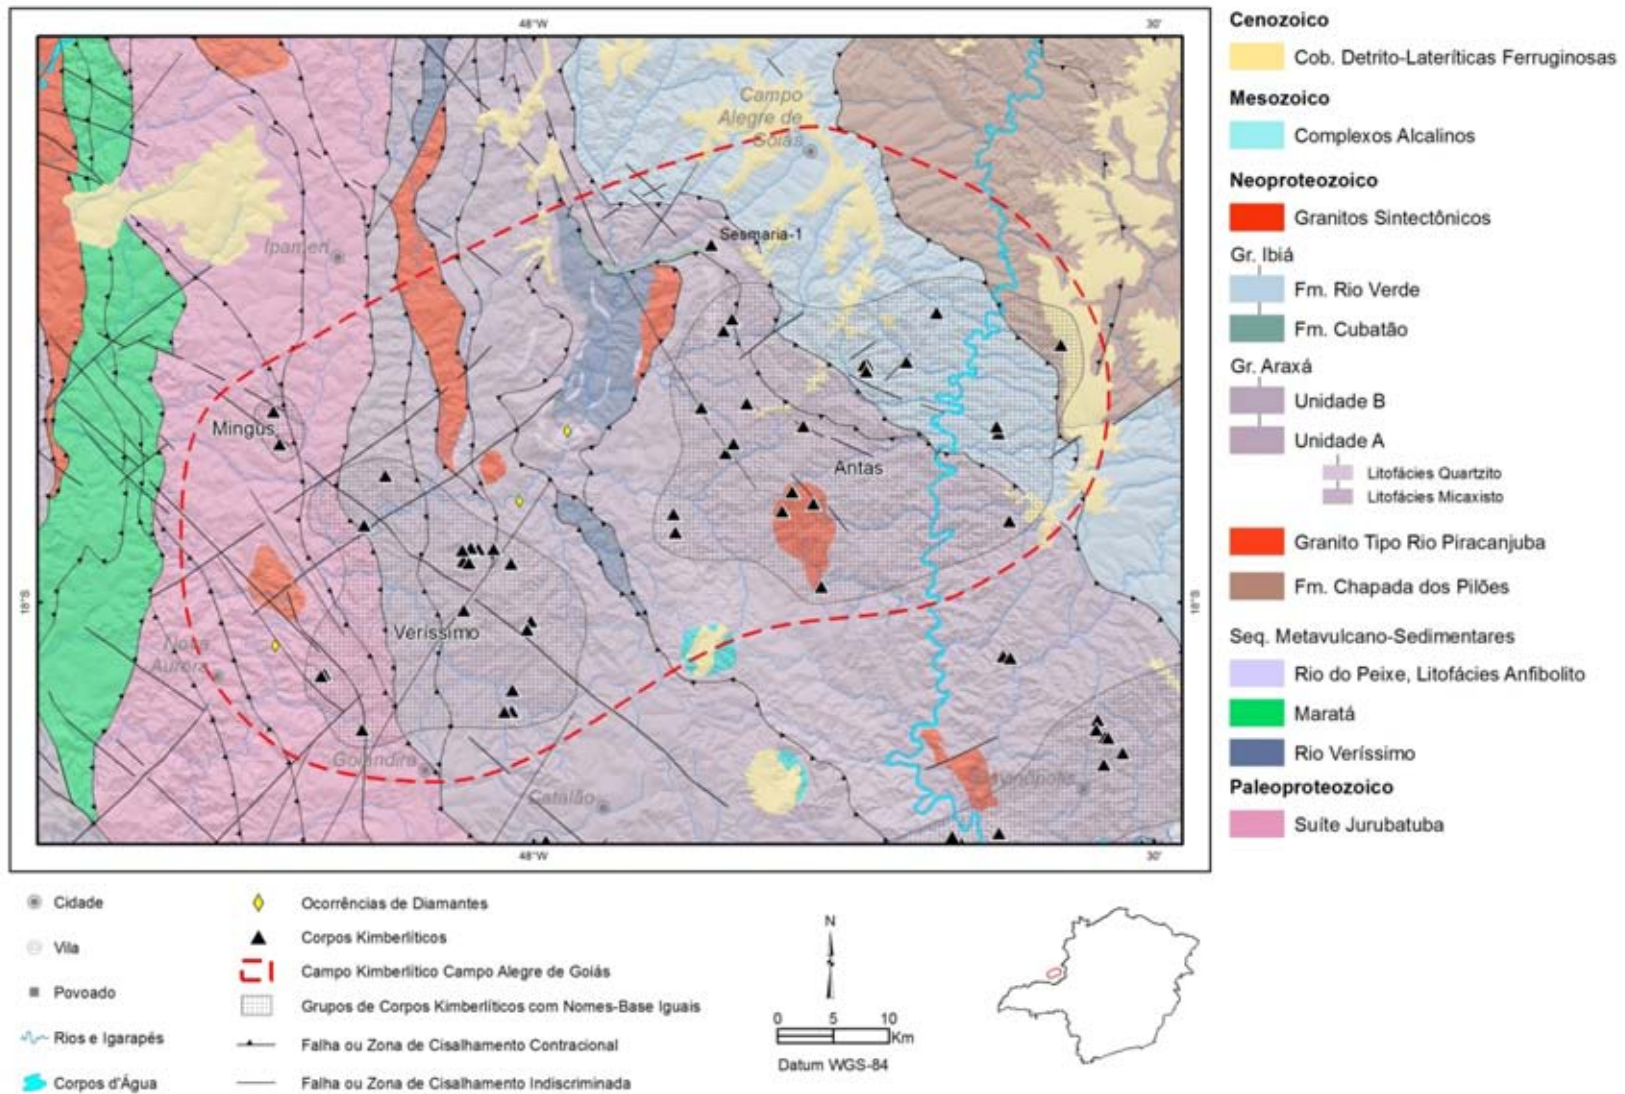 48°W
30'
Campo
Alegre de
Goiás
Sesmaria-1
Ipameri
Mingus
Antas
18°S
18°S
Veríssimo
Nova
Aurora
Goiandira
Catalão
48°W
30'
Cenozoico
Cob. Detrito-Lateríticas Ferruginosas
Mesozoico
Complexos Alcalinos
Neoproteozoico
Granitos Sintectônicos
Gr. Ibiá
Fm. Rio Verde
Fm. Cubatão
Gr. Araxá
Unidade B
Unidade A
Litofácies Quartzito
Litofácies Micaxisto
Granito Tipo Rio Piracanjuba
Fm. Chapada dos Pilões
Seq. Metavulcano-Sedimentares
Rio do Peixe, Litofácies Anfibolito
Maratá
Rio Veríssimo
Paleoproteozoico
Suíte Jurubatuba
Cidade
Vila
Povoado
Rios e Igarapés
Corpos d'Água
Ocorrências de Diamantes
Corpos Kimberlíticos
Campo Kimberlítico Campo Alegre de Goiás
Grupos de Corpos Kimberlíticos com Nomes-Base Iguais
Falha ou Zona de Cisalhamento Contracional
Falha ou Zona de Cisalhamento Indiscriminada
N
0 5 10
Km
Datum WGS-84